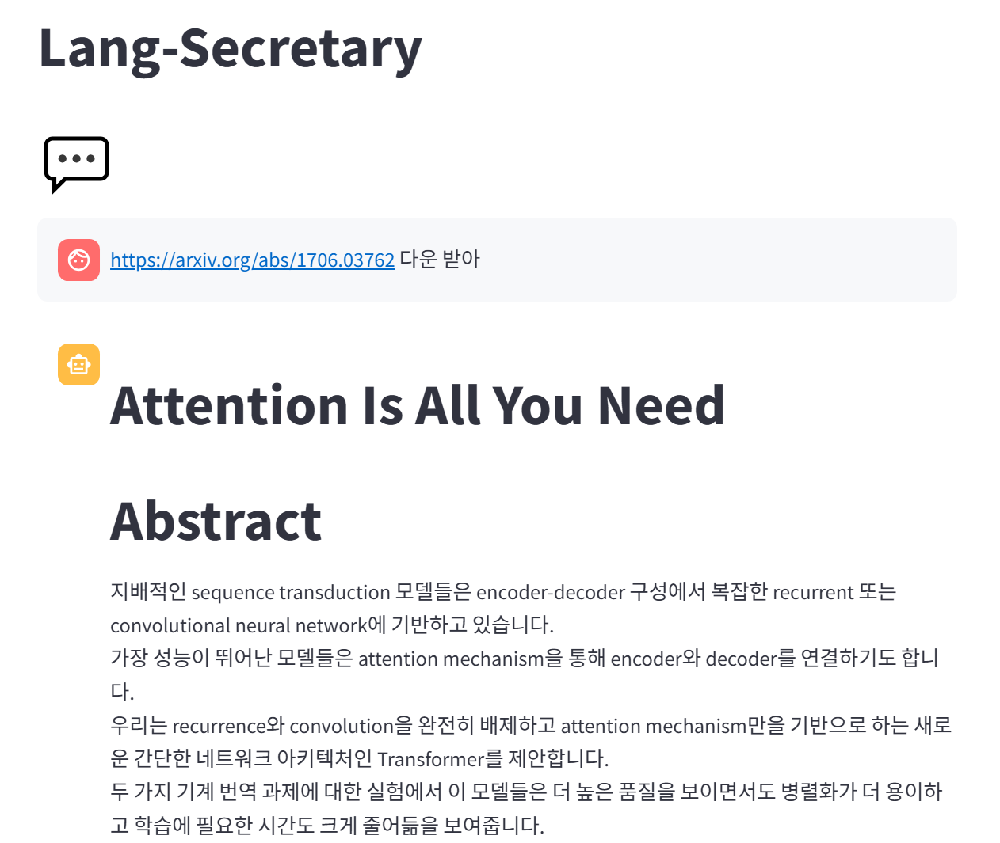 Lang-Secretary
https://arxiv.org/abs/1706.03762 다운 받아
Attention Is All You Need
Abstract
지배적인 sequence transduction 모델들은 encoder-decoder 구성에서 복잡한 recurrent 또는
convolutional neural network에 기반하고 있습니다.
가장 성능이 뛰어난 모델들은 attention mechanism을 통해 encoder와 decoder를 연결하기도 합니
다.
우리는 recurrence와 convolution을 완전히 배제하고 attention mechanism만을 기반으로 하는 새로
운 간단한 네트워크 아키텍처인 Transformer를 제안합니다.
두 가지 기계 번역 과제에 대한 실험에서 이 모델들은 더 높은 품질을 보이면서도 병렬화가 더 용이하
고 학습에 필요한 시간도 크게 줄어듦을 보여줍니다.